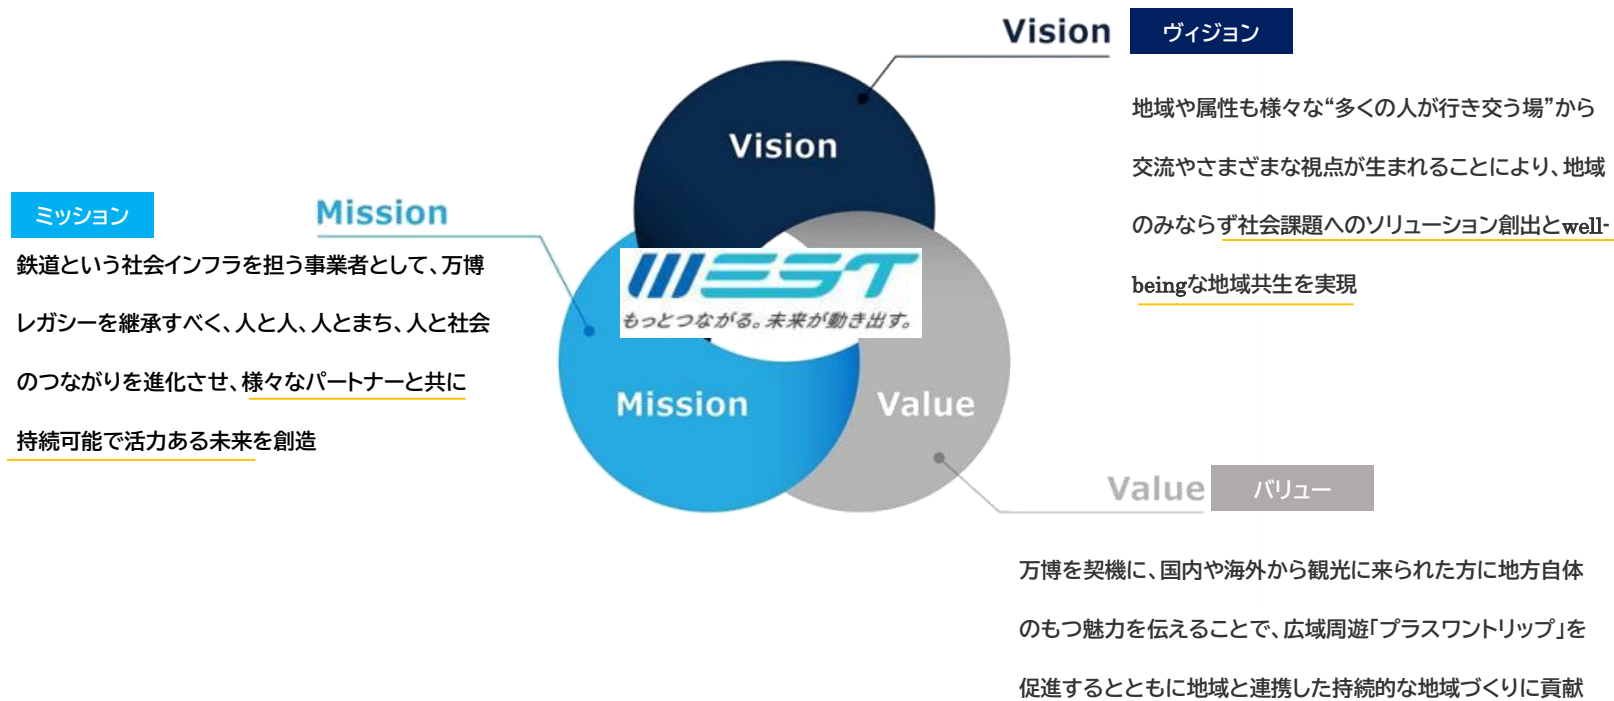 Vision
ヴィジョン
地域や属性も様々な“多くの人が行き交う場”から
交流やさまざまな視点が生まれることにより、地域
のみならず社会課題へのソリューション創出とwell-
beingな地域共生を実現
ミッション
Mission
鉄道という社会インフラを担う事業者として、万博
レガシーを継承すべく、人と人、人とまち、人と社会
のつながりを進化させ、様々なパートナーと共に
持続可能で活力ある未来を創造
Vision
WEST
もっとつながる。未来が動き出す。
Mission
Value
Value
バリュー
万博を契機に、国内や海外から観光に来られた方に地方自体
のもつ魅力を伝えることで、広域周遊「プラスワントリップ」を
促進するとともに地域と連携した持続的な地域づくりに貢献